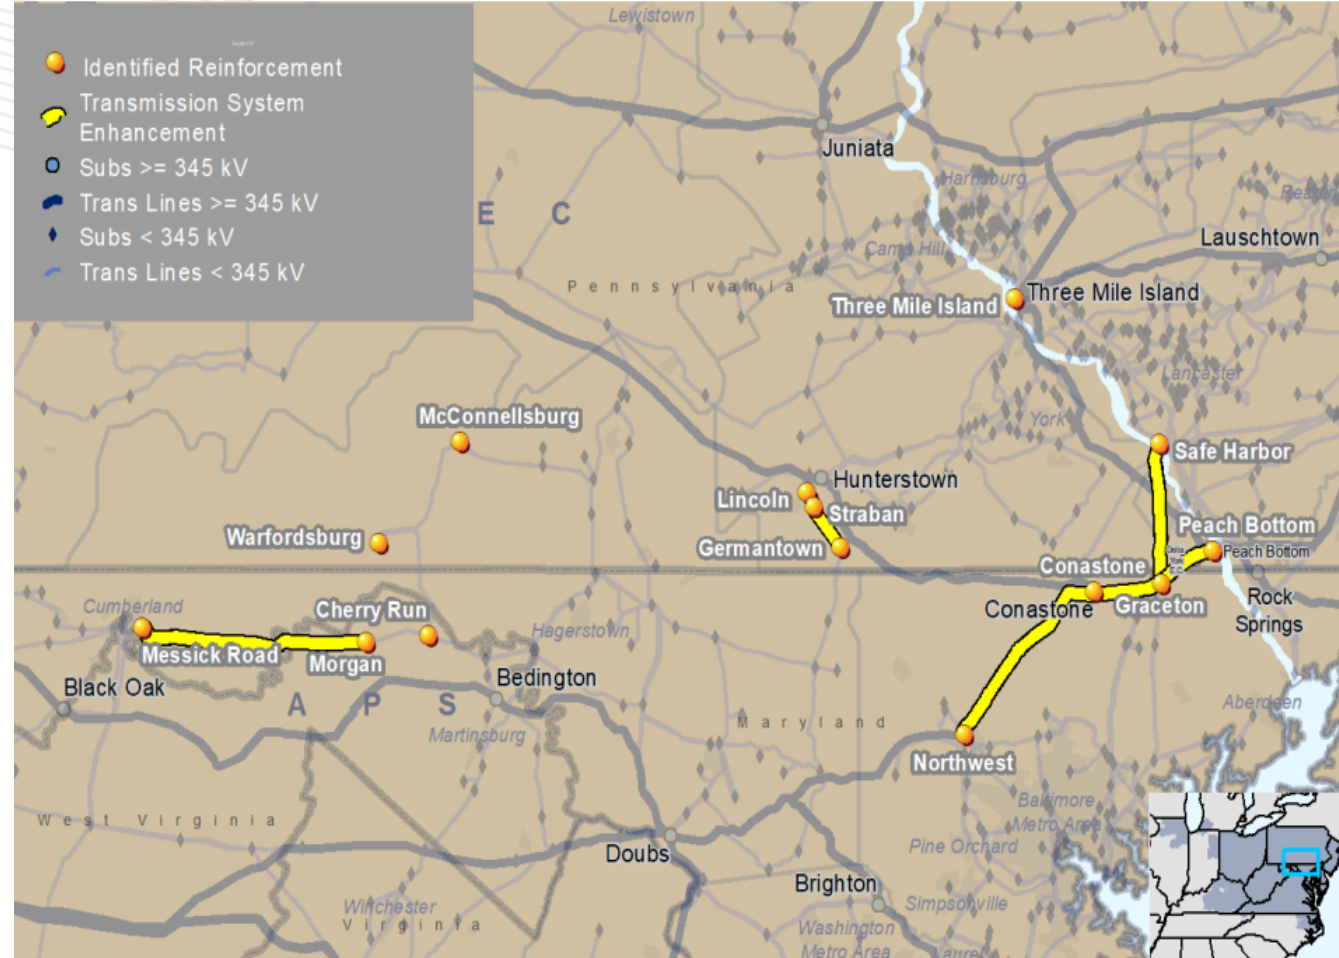 Legend
Identified Reinforcement
Transmission System
Enhancement
Subs >= 345 kV
Trans Lines >= 345 kV
Subs < 345 kV
Trans Lines < 345 kV
Lewistown
Juniata
Harrisburg
E C
Camp Hill
Lauschtown
Pennsylvania
Three Mile Island
Three Mile Island
Lancaster
McConnellsburg
York
Safe Harbor
Hunterstown
Lincoln
Straban
Peach Bottom
Warfordsburg
Germantown
Peach Bottom
Conastone
Cumberland
Cherry Run
Conastone
Graceton
Rock
Springs
Hagerstown
Messick Road
Morgan
Black Oak
Bedington
A P S
Aberdeen
Martinsburg
Maryland
Northwest
Baltimore
Metro Area
West Virginia
Pine Orchard
Doubs
Brighton
Winchester
Simpsonville
Virginia
Washington
Metro Area
Laurel